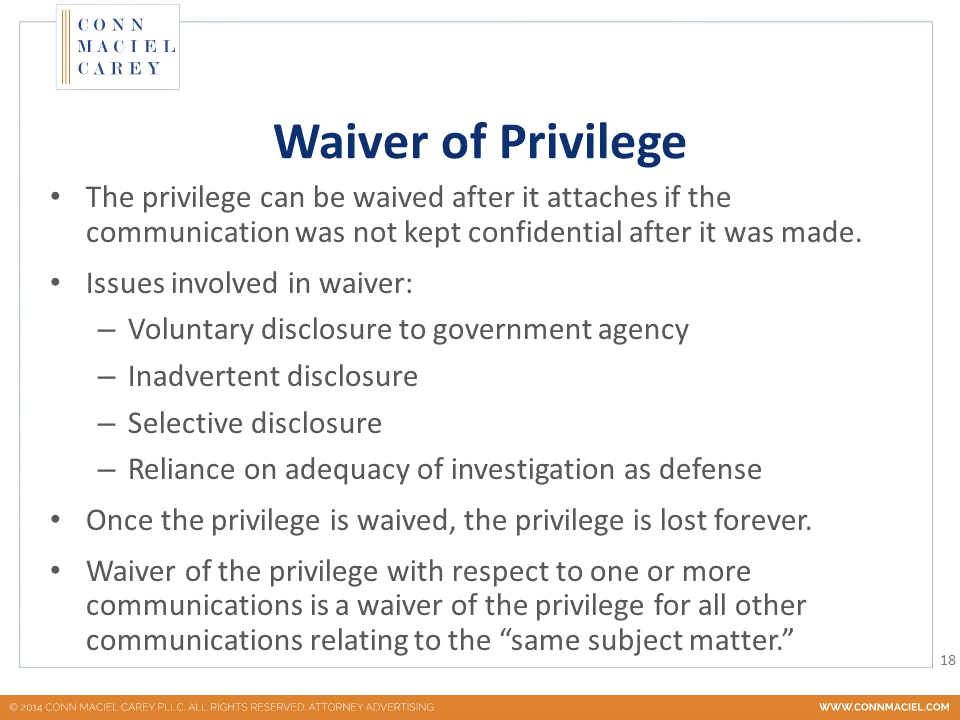 CONN
MACIEL
CAREY
Waiver of Privilege
• The privilege can be waived after it attaches if the
communication was not kept confidential after it was made.
• Issues involved in waiver:
– Voluntary disclosure to government agency
– Inadvertent disclosure
– Selective disclosure
– Reliance on adequacy of investigation as defense
• Once the privilege is waived, the privilege is lost forever.
• Waiver of the privilege with respect to one or more
communications is a waiver of the privilege for all other
communications relating to the “same subject matter.”
18
© 2014 CONN MACIEL CAREY PLLC. ALL RIGHTS RESERVED. ATTORNEY ADVERTISING.
WWW.CONNMACIEL.COM